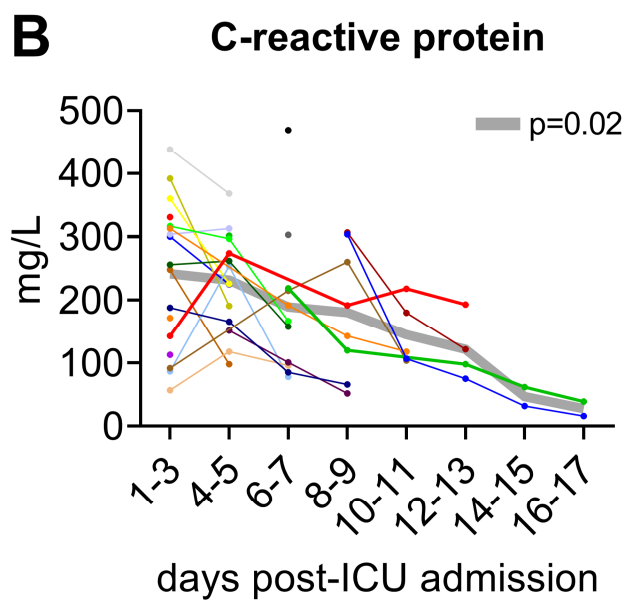 B
C-reactive protein
p=0.02
mg/L
500
400
300
200
100
0
1-3
4-5
6-7
8-9
10-11
12-13
14-15
16-17
days post-ICU admission